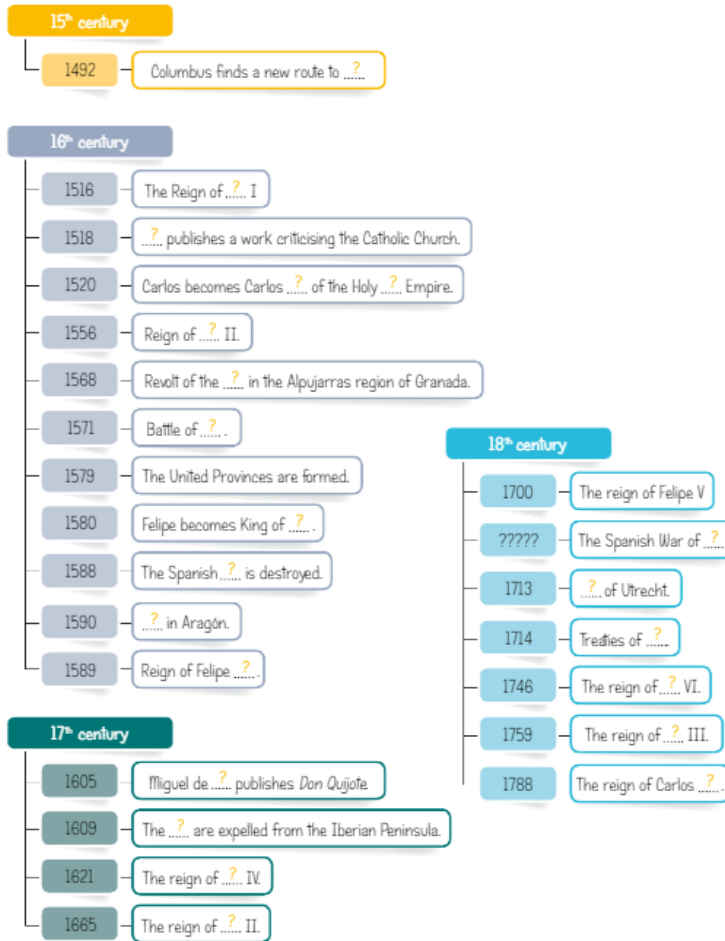 15th century
1492
Columbus finds a new route to ...?...
16th century
1516
The Reign of ...?... I
1518
...?... publishes a work criticising the Catholic Church.
1520
Carlos becomes Carlos ...?... of the Holy ...?... Empire.
1556
Reign of ...?... II.
1568
Revolt of the ...?... in the Alpujarras region of Granada.
1571
Battle of ...?... .
1579
The United Provinces are formed.
1580
Felipe becomes King of ...?... .
1588
The Spanish ...?... is destroyed.
1590
...?... in Aragón.
1589
Reign of Felipe ...?... .
17th century
1605
Miguel de ...?... publishes Don Quijote
1609
The ...?... are expelled from the Iberian Peninsula.
1621
The reign of ...?... IV.
1665
The reign of ...?... II.
18th century
1700
The reign of Felipe V
?????
The Spanish War of ...?...
1713
...?... of Utrecht.
1714
Treaties of ...?...
1746
The reign of ...?... VI.
1759
The reign of ...?... III.
1788
The reign of Carlos ...?... .